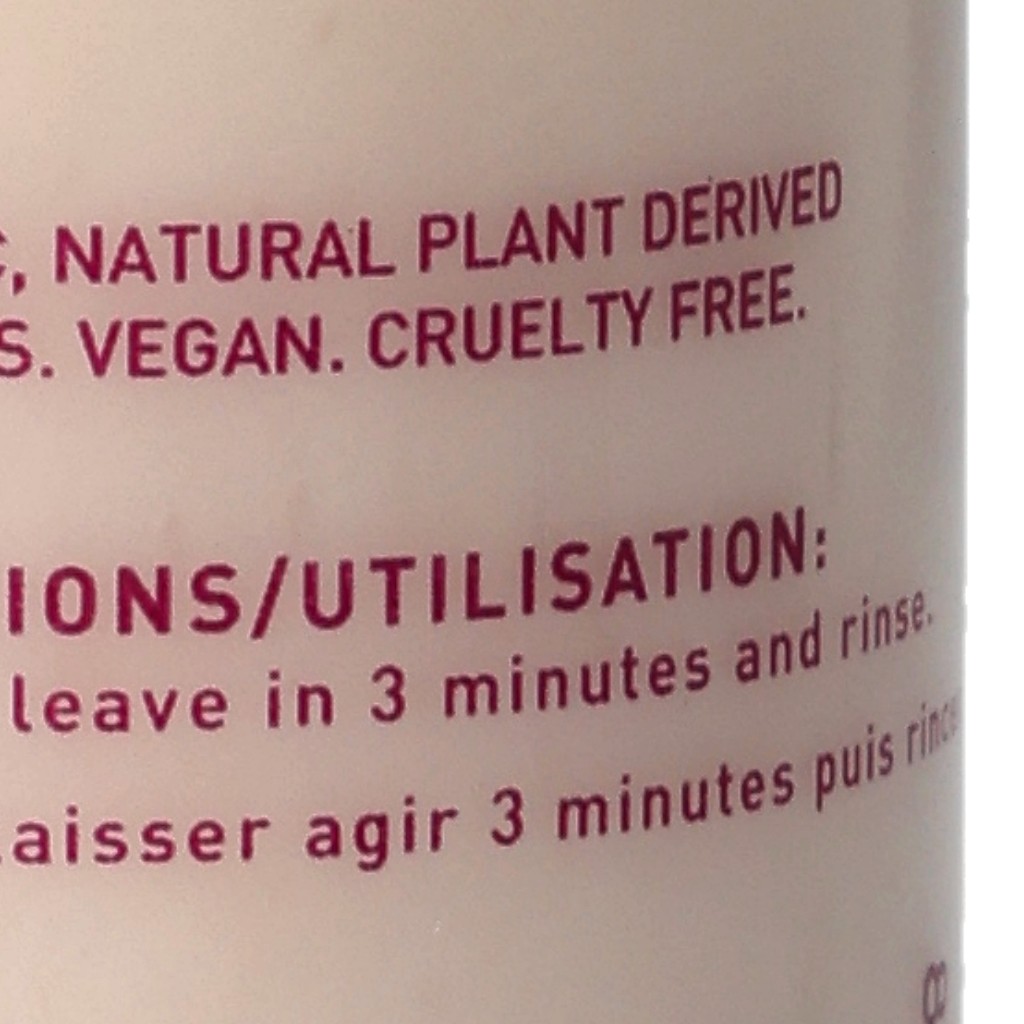 , NATURAL PLANT DERIVED
S. VEGAN. CRUELTY FREE.
IONS/UTILISATION:
leave in 3 minutes and rinse.
aisser agir 3 minutes puis
8